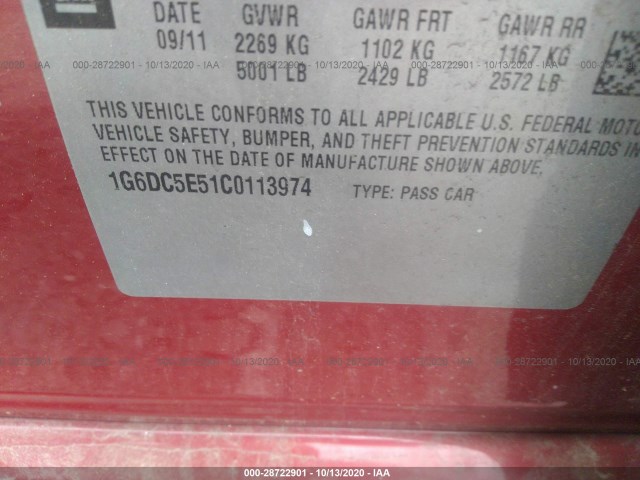 DATE GVWR GAWR FRT GAWR RR
09/11 2269 KG 1102 KG 1167 KG
5001 LB 2429 LB 2572 LB
THIS VEHICLE CONFORMS TO ALL APPLICABLE U.S. FEDERAL MOTO
VEHICLE SAFETY, BUMPER, AND THEFT PREVENTION STANDARDS IN
EFFECT ON THE DATE OF MANUFACTURE SHOWN ABOVE.
1G6DC5E51C0113974 TYPE: PASS CAR
000-28722901 - 10/13/2020 - IAA